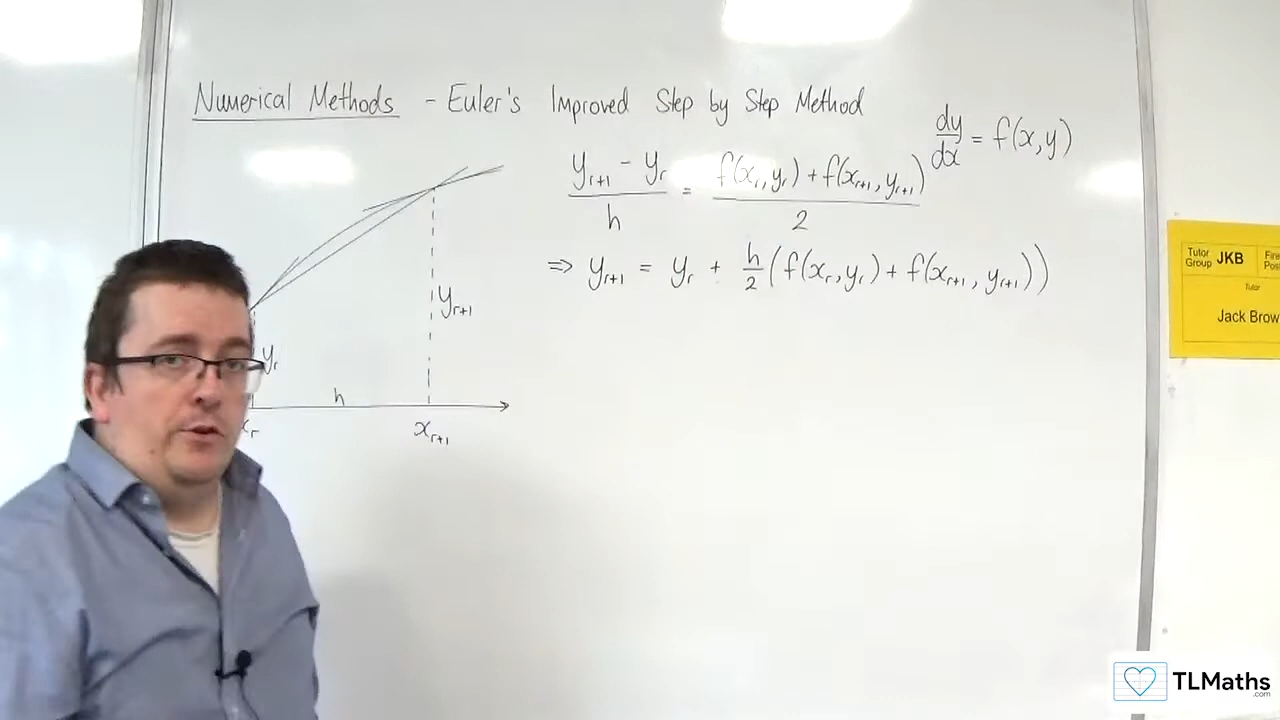 Numerical Methods - Euler's Improved Step by Step Method
dy/dx = f(x,y)
(y_{r+1} - y_r)/h = (f(x_r, y_r) + f(x_{r+1}, y_{r+1}))/2
⇒ y_{r+1} = y_r + h/2 (f(x_r, y_r) + f(x_{r+1}, y_{r+1}))
y_{r+1}
y_r
h
x_r
x_{r+1}
Tutor Group JKB
Tutor
Jack Brow
TLMaths
.com